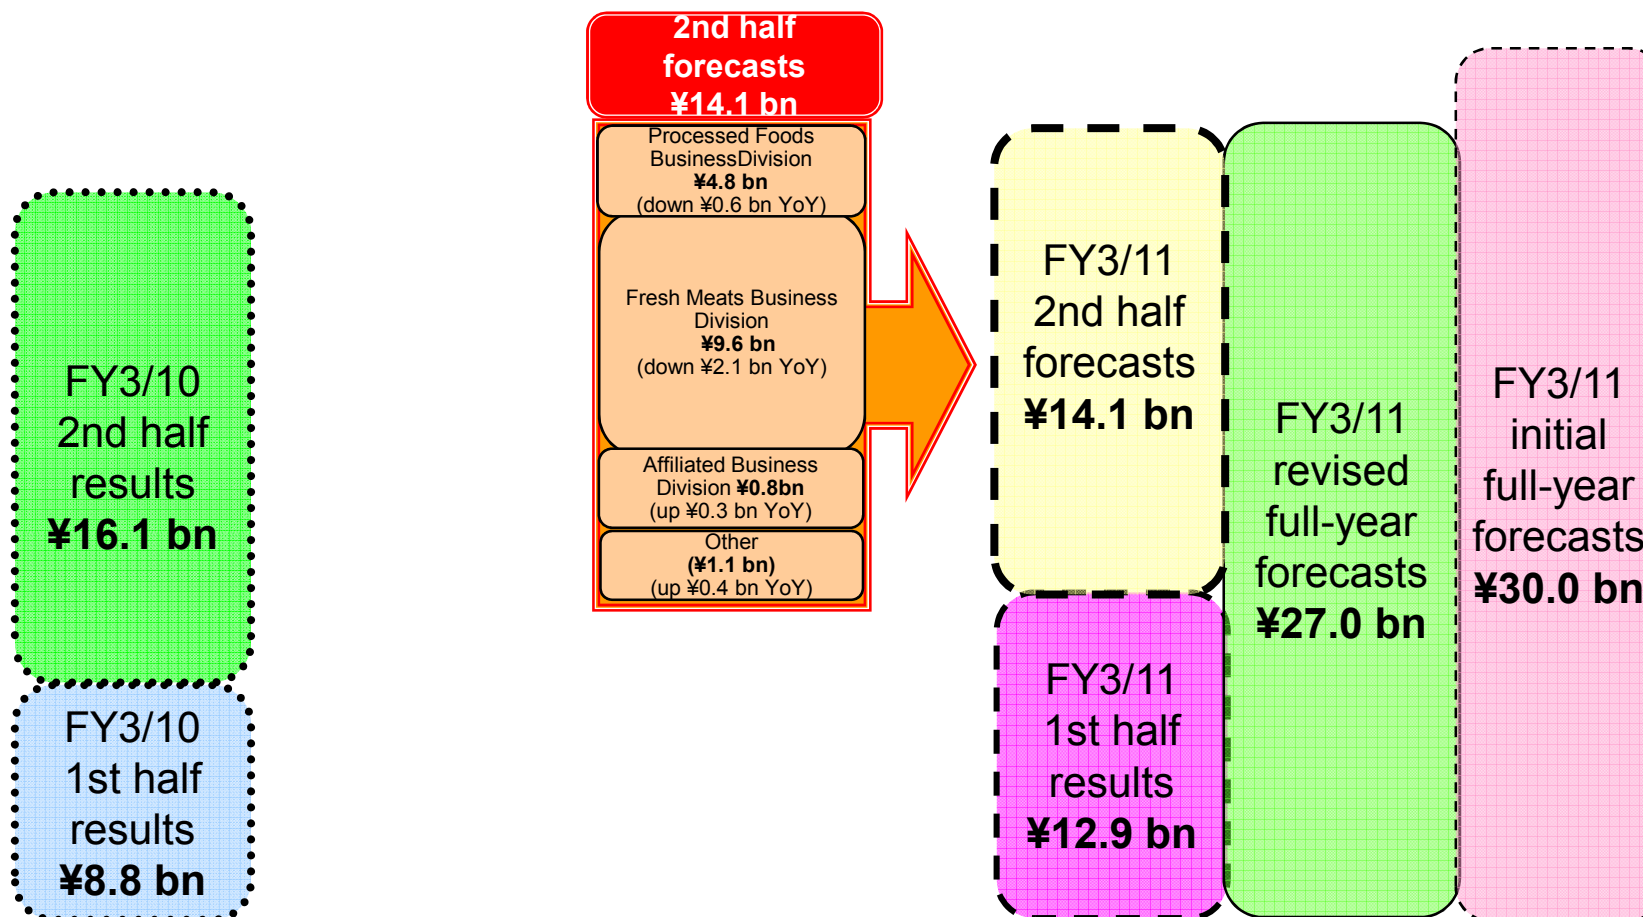 FY3/10
2nd half
results
¥16.1 bn
FY3/10
1st half
results
¥8.8 bn
2nd half
forecasts
¥14.1 bn
Processed Foods
BusinessDivision
¥4.8 bn
(down ¥0.6 bn YoY)
Fresh Meats Business
Division
¥9.6 bn
(down ¥2.1 bn YoY)
Affiliated Business
Division ¥0.8bn
(up ¥0.3 bn YoY)
Other
(¥1.1 bn)
(up ¥0.4 bn YoY)
FY3/11
2nd half
forecasts
¥14.1 bn
FY3/11
1st half
results
¥12.9 bn
FY3/11
revised
full-year
forecasts
¥27.0 bn
FY3/11
initial
full-year
forecasts
¥30.0 bn